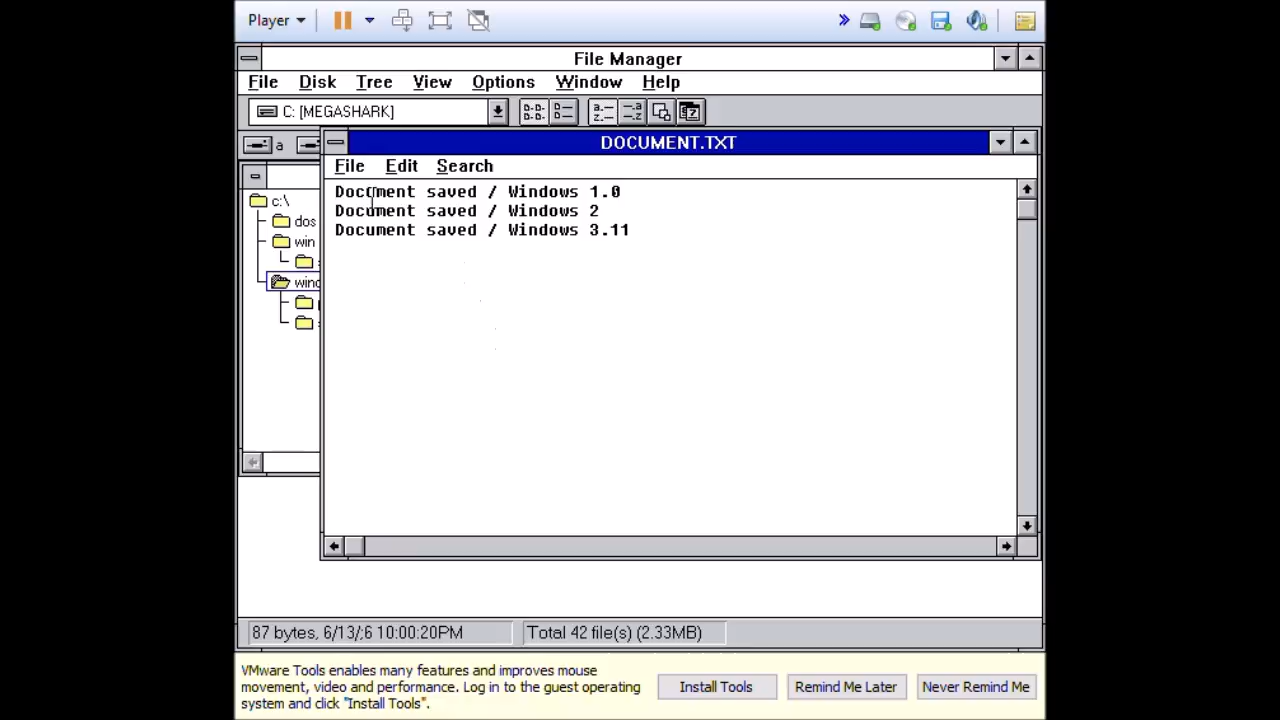 Player
File Manager
File Disk Tree View Options Window Help
C: [MEGASHARK]
a
DOCUMENT.TXT
File Edit Search
Document saved / Windows 1.0
Document saved / Windows 2
Document saved / Windows 3.11
c:\
dos
win
87 bytes, 6/13/;6 10:00:20PM Total 42 file(s) (2.33MB)
VMware Tools enables many features and improves mouse
movement, video and performance. Log in to the guest operating
system and click "Install Tools".
Install Tools Remind Me Later Never Remind Me